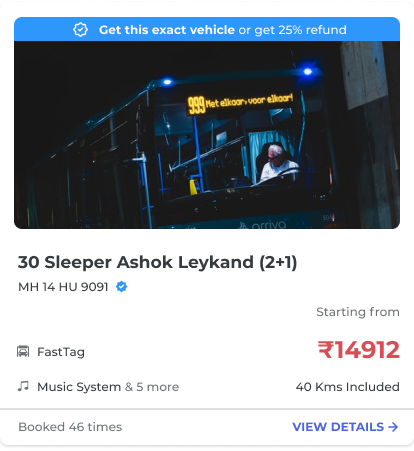 Get this exact vehicle or get 25% refund
999 Met elkaar, voor elkaar!
arriva
30 Sleeper Ashok Leykand (2+1)
MH 14 HU 9091
Starting from
FastTag
₹14912
Music System & 5 more
40 Kms Included
Booked 46 times
VIEW DETAILS →